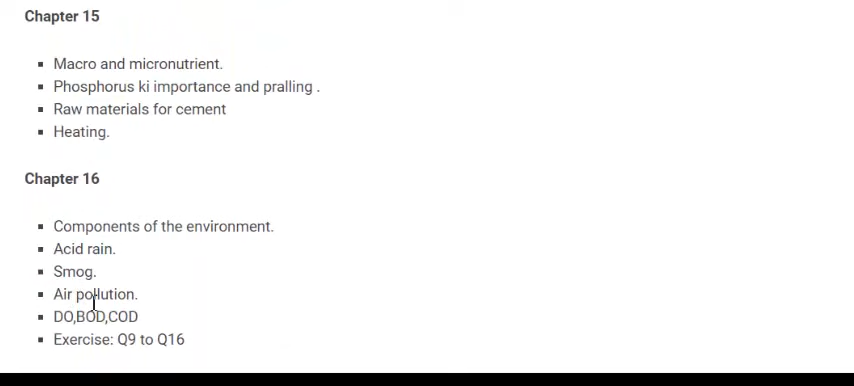 Chapter 15
▪ Macro and micronutrient.
▪ Phosphorus ki importance and pralling .
▪ Raw materials for cement
▪ Heating.
Chapter 16
▪ Components of the environment.
▪ Acid rain.
▪ Smog.
▪ Air pollution.
▪ DO,BOD,COD
▪ Exercise: Q9 to Q16